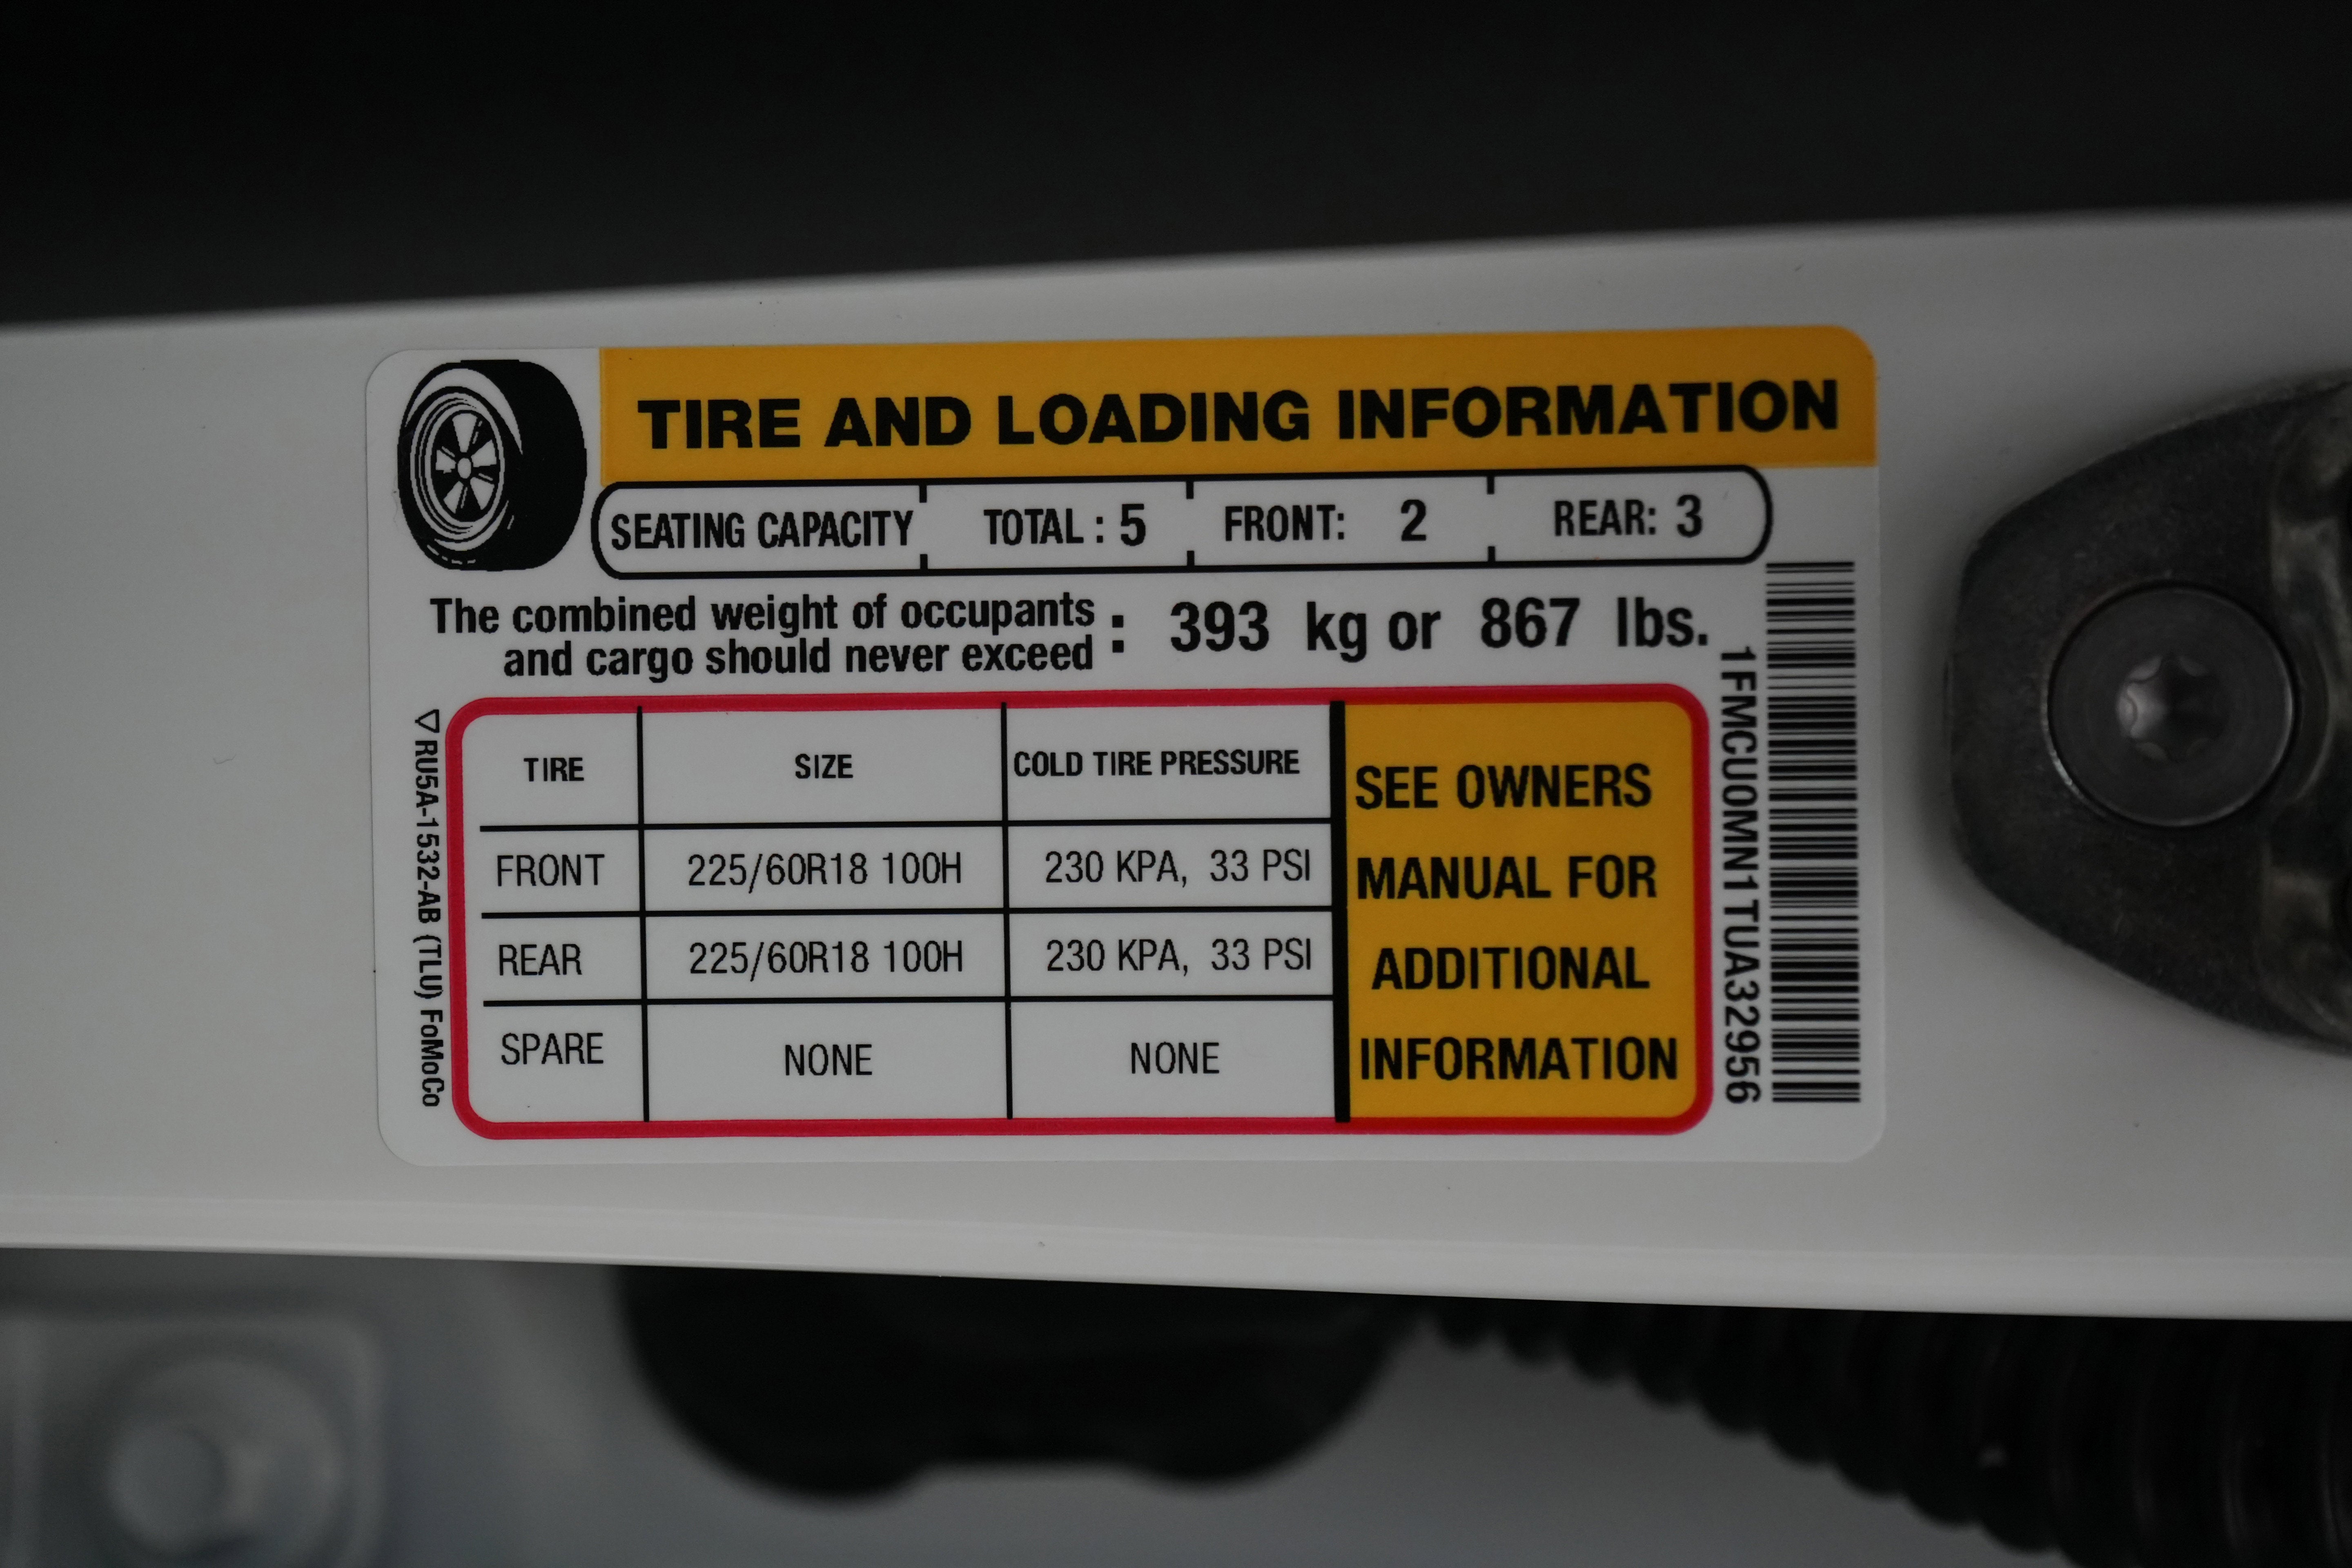 TIRE AND LOADING INFORMATION
SEATING CAPACITY TOTAL : 5 FRONT: 2 REAR: 3
The combined weight of occupants
and cargo should never exceed : 393 kg or 867 lbs.
TIRE SIZE COLD TIRE PRESSURE
FRONT 225/60R18 100H 230 KPA, 33 PSI
REAR 225/60R18 100H 230 KPA, 33 PSI
SPARE NONE NONE
SEE OWNERS
MANUAL FOR
ADDITIONAL
INFORMATION
▽RU5A-1532-AB (TLU) FoMoCo
1FMCU0MN1TUA32956